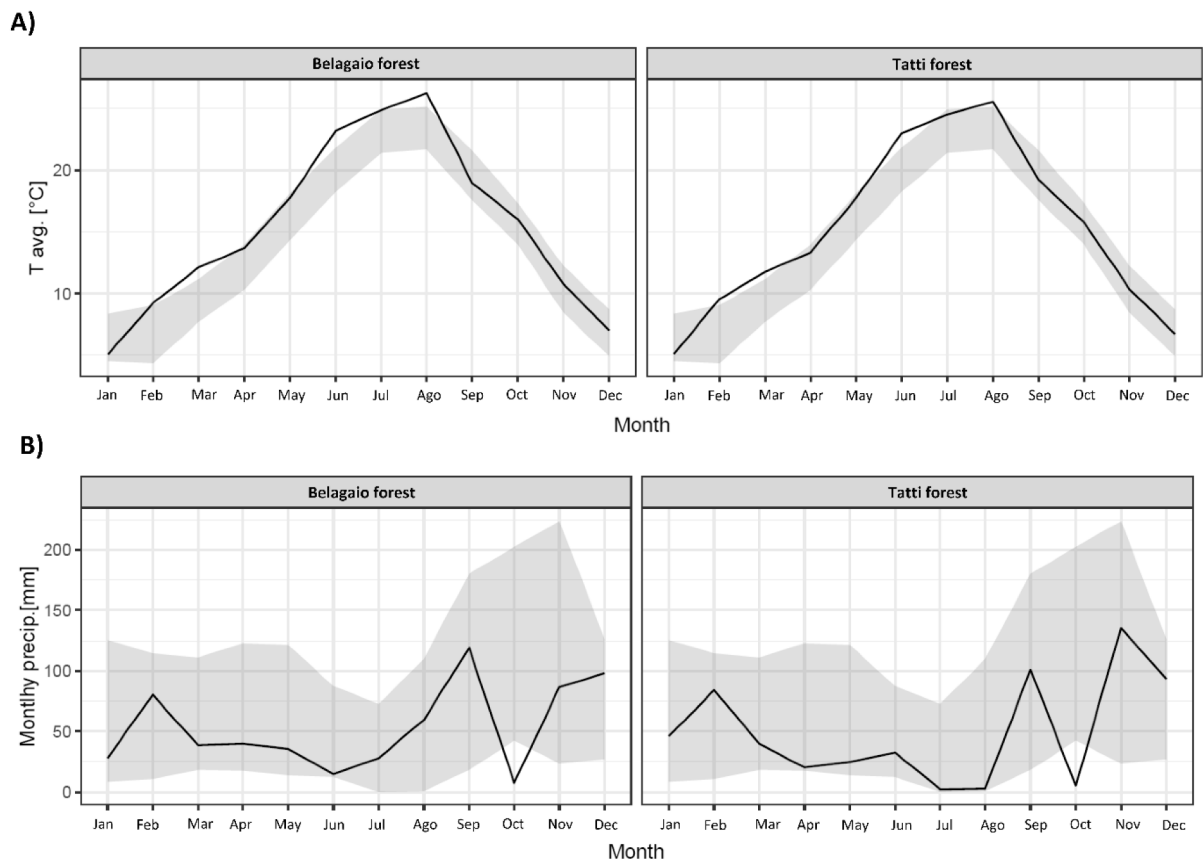 A)
Belagaio forest Tatti forest
T avg. [°C]
20
10
Jan Feb Mar Apr May Jun Jul Ago Sep Oct Nov Dec Jan Feb Mar Apr May Jun Jul Ago Sep Oct Nov Dec
Month
B)
Belagaio forest Tatti forest
Montlhy precip.[mm]
200
150
100
50
0
Jan Feb Mar Apr May Jun Jul Ago Sep Oct Nov Dec Jan Feb Mar Apr May Jun Jul Ago Sep Oct Nov Dec
Month